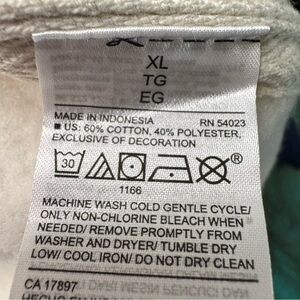 XL
TG
EG
MADE IN INDONESIA RN 54023
■ US: 60% COTTON, 40% POLYESTER,
EXCLUSIVE OF DECORATION
30 ®
1166
MACHINE WASH COLD GENTLE CYCLE/
ONLY NON-CHLORINE BLEACH WHEN
NEEDED/ REMOVE PROMPTLY FROM
WASHER AND DRYER/ TUMBLE DRY
LOW/ COOL IRON/ DO NOT DRY CLEAN
CA 17897